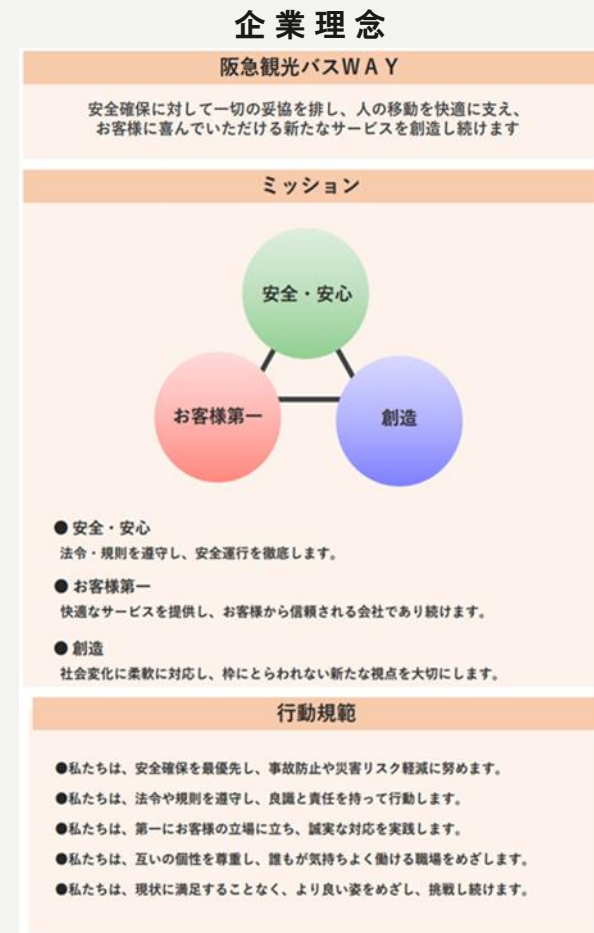 企業理念
阪急観光バスWAY
安全確保に対して一切の妥協を排し、人の移動を快適に支え、
お客様に喜んでいただける新たなサービスを創造し続けます
ミッション
安全・安心
お客様第一
創造
● 安全・安心
法令・規則を遵守し、安全運行を徹底します。
● お客様第一
快適なサービスを提供し、お客様から信頼される会社であり続けます。
● 創造
社会変化に柔軟に対応し、枠にとらわれない新たな視点を大切にします。
行動規範
●私たちは、安全確保を最優先し、事故防止や災害リスク軽減に努めます。
●私たちは、法令や規則を遵守し、良識と責任を持って行動します。
●私たちは、第一にお客様の立場に立ち、誠実な対応を実践します。
●私たちは、互いの個性を尊重し、誰もが気持ちよく働ける職場をめざします。
●私たちは、現状に満足することなく、より良い姿をめざし、挑戦し続けます。